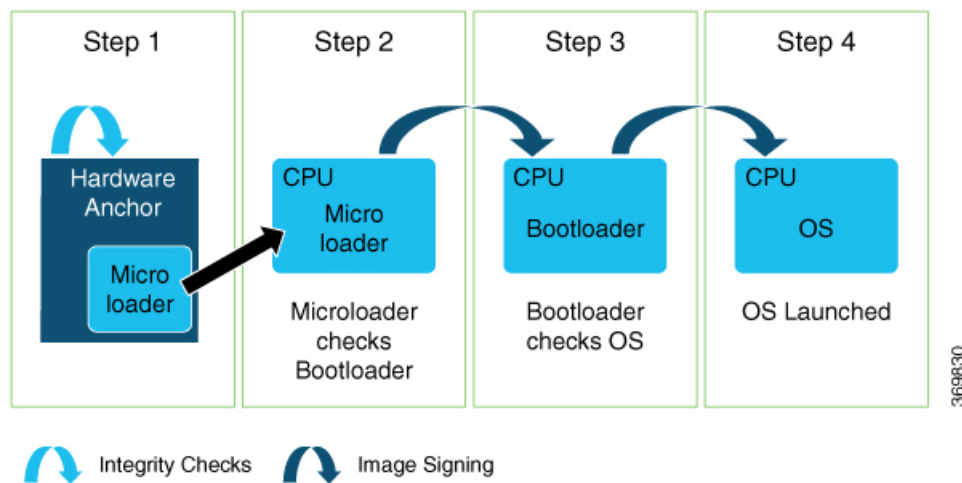 Step 1
Step 2
Step 3
Step 4
Hardware
Anchor
Micro
loader
CPU
Micro
loader
CPU
Bootloader
CPU
OS
Microloader
checks
Bootloader
Bootloader
checks OS
OS Launched
369830
Integrity Checks
Image Signing